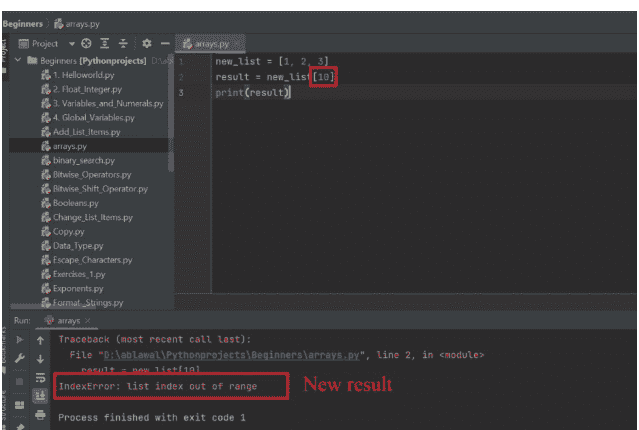 Beginners
arrays.py
Project
arrays.py
Beginners [Pythonprojects]
1. Helloworld.py
2. Float_Integer.py
3. Variables_and_Numerals.py
4. Global_Variables.py
Add_List_Items.py
arrays.py
binary_search.py
Bitwise_Operators.py
Bitwise_Shift_Operator.py
Booleans.py
Change_List_Items.py
Copy.py
Data_Type.py
Escape_Characters.py
Exercises_1.py
Exponents.py
Format_Strings.py
1 new_list = [1, 2, 3]
2 result = new_list[10]
3 print(result)
Run: arrays
Traceback (most recent call last):
File "D:\ablawal\Pythonprojects\Beginners\arrays.py", line 2, in <module>
result = new_list[10]
IndexError: list index out of range
New result
Process finished with exit code 1